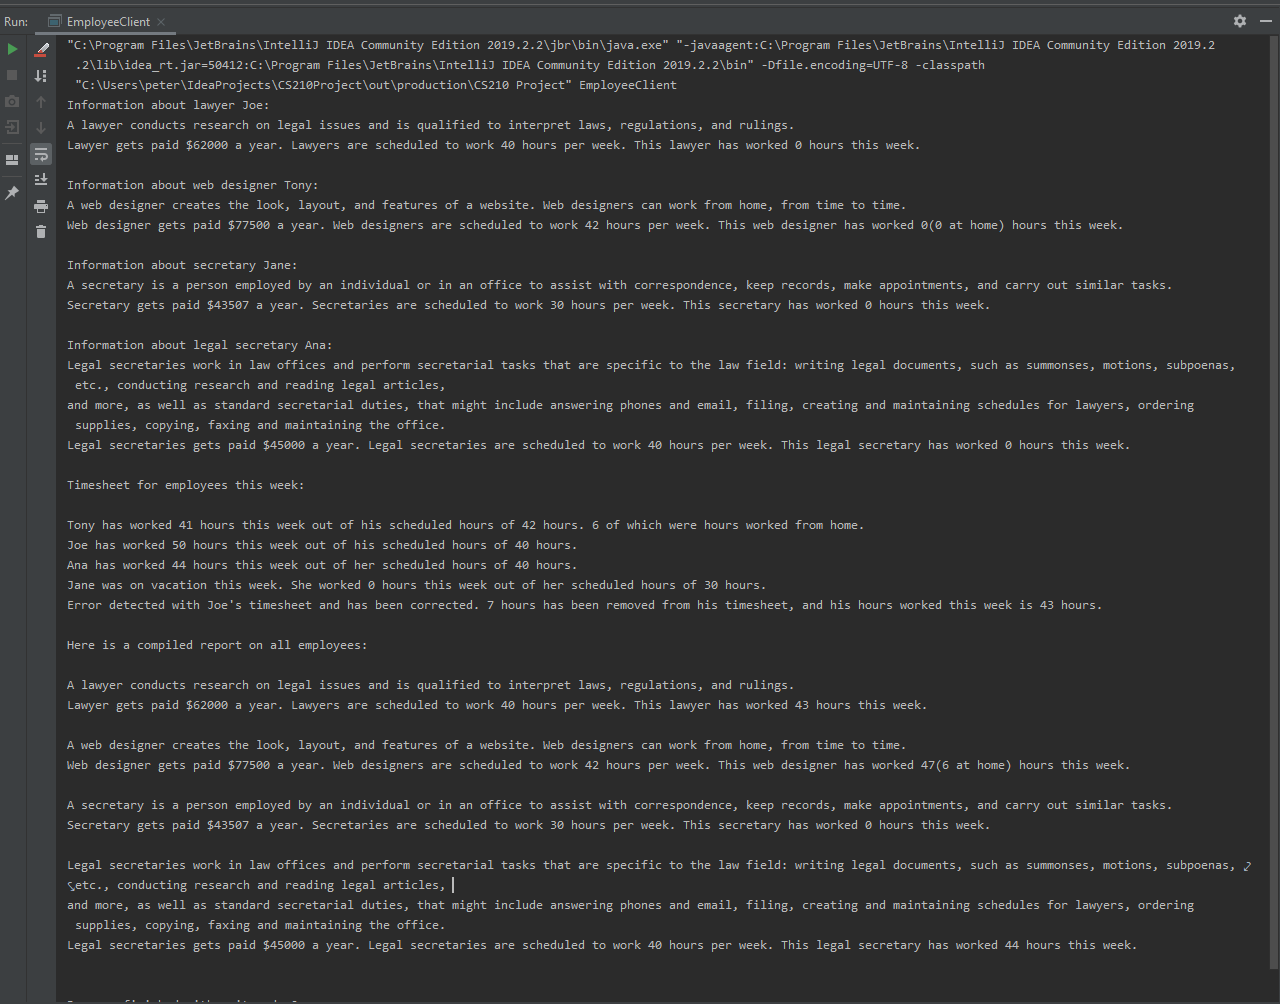 Run: EmployeeClient
"C:\Program Files\JetBrains\IntelliJ IDEA Community Edition 2019.2.2\jbr\bin\java.exe" "-javaagent:C:\Program Files\JetBrains\IntelliJ IDEA Community Edition 2019.2
.2\lib\idea_rt.jar=50412:C:\Program Files\JetBrains\IntelliJ IDEA Community Edition 2019.2.2\bin" -Dfile.encoding=UTF-8 -classpath
"C:\Users\peter\IdeaProjects\CS210Project\out\production\CS210 Project" EmployeeClient
Information about lawyer Joe:
A lawyer conducts research on legal issues and is qualified to interpret laws, regulations, and rulings.
Lawyer gets paid $62000 a year. Lawyers are scheduled to work 40 hours per week. This lawyer has worked 0 hours this week.
Information about web designer Tony:
A web designer creates the look, layout, and features of a website. Web designers can work from home, from time to time.
Web designer gets paid $77500 a year. Web designers are scheduled to work 42 hours per week. This web designer has worked 0(0 at home) hours this week.
Information about secretary Jane:
A secretary is a person employed by an individual or in an office to assist with correspondence, keep records, make appointments, and carry out similar tasks.
Secretary gets paid $43507 a year. Secretaries are scheduled to work 30 hours per week. This secretary has worked 0 hours this week.
Information about legal secretary Ana:
Legal secretaries work in law offices and perform secretarial tasks that are specific to the law field: writing legal documents, such as summonses, motions, subpoenas,
etc., conducting research and reading legal articles,
and more, as well as standard secretarial duties, that might include answering phones and email, filing, creating and maintaining schedules for lawyers, ordering
supplies, copying, faxing and maintaining the office.
Legal secretaries gets paid $45000 a year. Legal secretaries are scheduled to work 40 hours per week. This legal secretary has worked 0 hours this week.
Timesheet for employees this week:
Tony has worked 41 hours this week out of his scheduled hours of 42 hours. 6 of which were hours worked from home.
Joe has worked 50 hours this week out of his scheduled hours of 40 hours.
Ana has worked 44 hours this week out of her scheduled hours of 40 hours.
Jane was on vacation this week. She worked 0 hours this week out of her scheduled hours of 30 hours.
Error detected with Joe's timesheet and has been corrected. 7 hours has been removed from his timesheet, and his hours worked this week is 43 hours.
Here is a compiled report on all employees:
A lawyer conducts research on legal issues and is qualified to interpret laws, regulations, and rulings.
Lawyer gets paid $62000 a year. Lawyers are scheduled to work 40 hours per week. This lawyer has worked 43 hours this week.
A web designer creates the look, layout, and features of a website. Web designers can work from home, from time to time.
Web designer gets paid $77500 a year. Web designers are scheduled to work 42 hours per week. This web designer has worked 47(6 at home) hours this week.
A secretary is a person employed by an individual or in an office to assist with correspondence, keep records, make appointments, and carry out similar tasks.
Secretary gets paid $43507 a year. Secretaries are scheduled to work 30 hours per week. This secretary has worked 0 hours this week.
Legal secretaries work in law offices and perform secretarial tasks that are specific to the law field: writing legal documents, such as summonses, motions, subpoenas,
etc., conducting research and reading legal articles,
and more, as well as standard secretarial duties, that might include answering phones and email, filing, creating and maintaining schedules for lawyers, ordering
supplies, copying, faxing and maintaining the office.
Legal secretaries gets paid $45000 a year. Legal secretaries are scheduled to work 40 hours per week. This legal secretary has worked 44 hours this week.